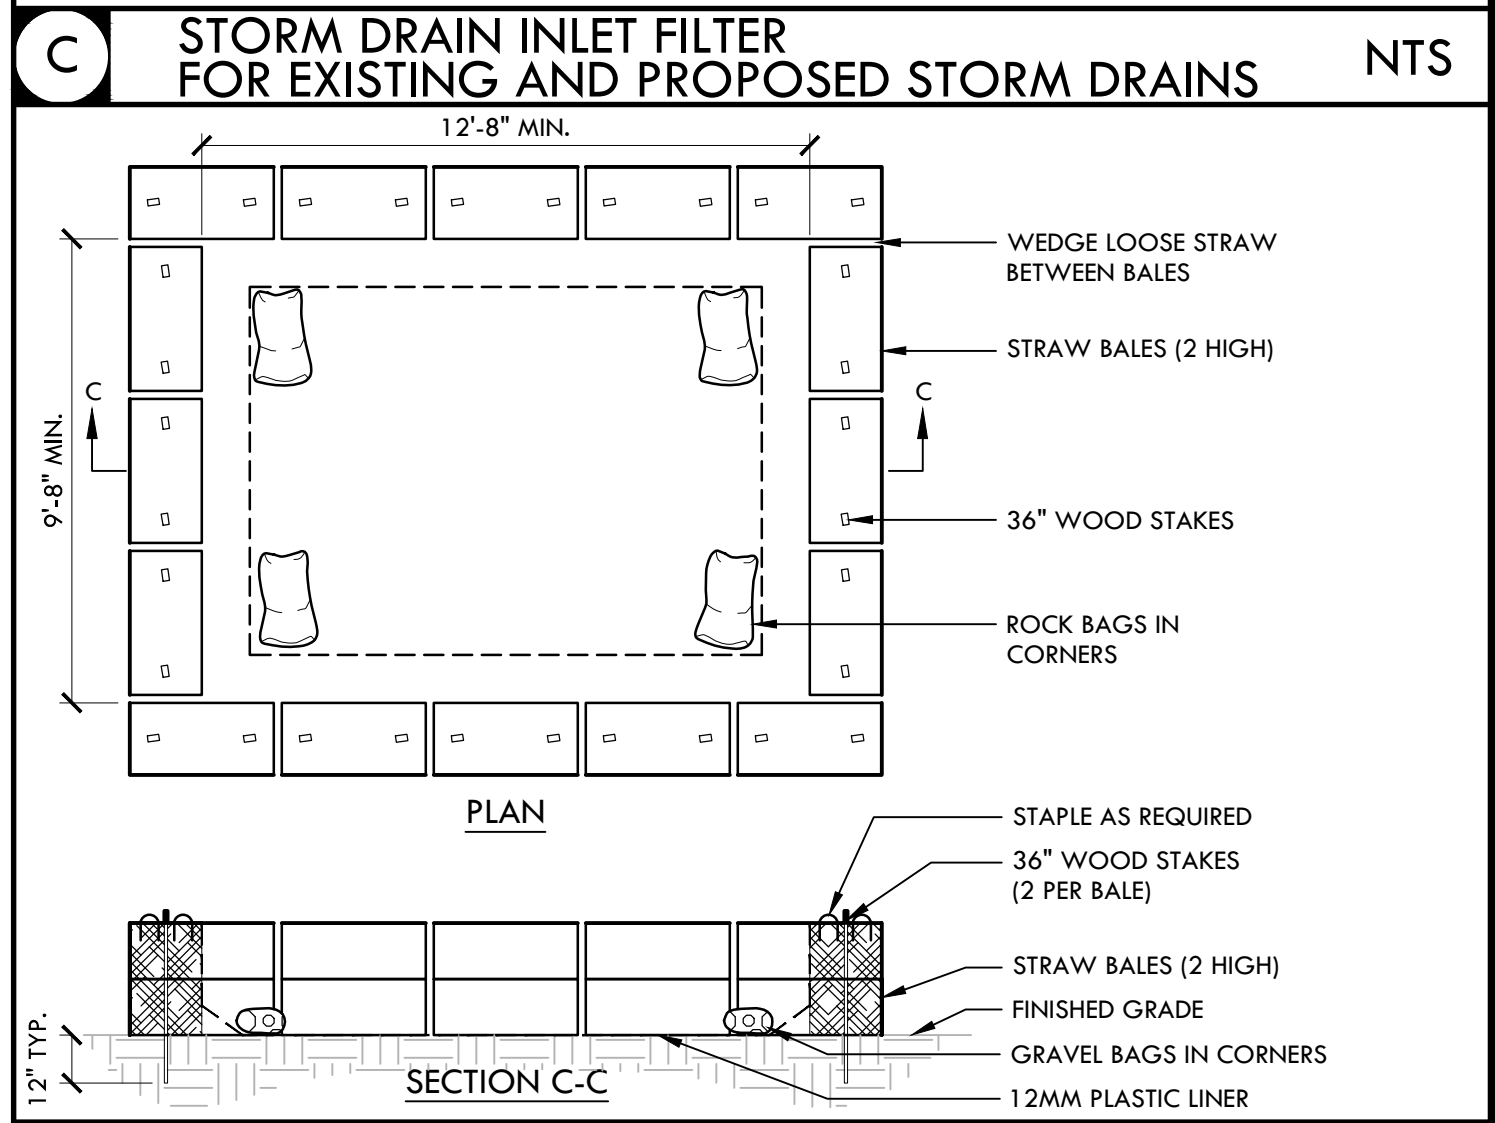 C
STORM DRAIN INLET FILTER
FOR EXISTING AND PROPOSED STORM DRAINS
NTS
12'-8" MIN.
WEDGE LOOSE STRAW
BETWEEN BALES
STRAW BALES (2 HIGH)
C
C
9'-8" MIN.
36" WOOD STAKES
ROCK BAGS IN
CORNERS
PLAN
STAPLE AS REQUIRED
36" WOOD STAKES
(2 PER BALE)
STRAW BALES (2 HIGH)
FINISHED GRADE
12" TYP.
GRAVEL BAGS IN CORNERS
SECTION C-C
12MM PLASTIC LINER